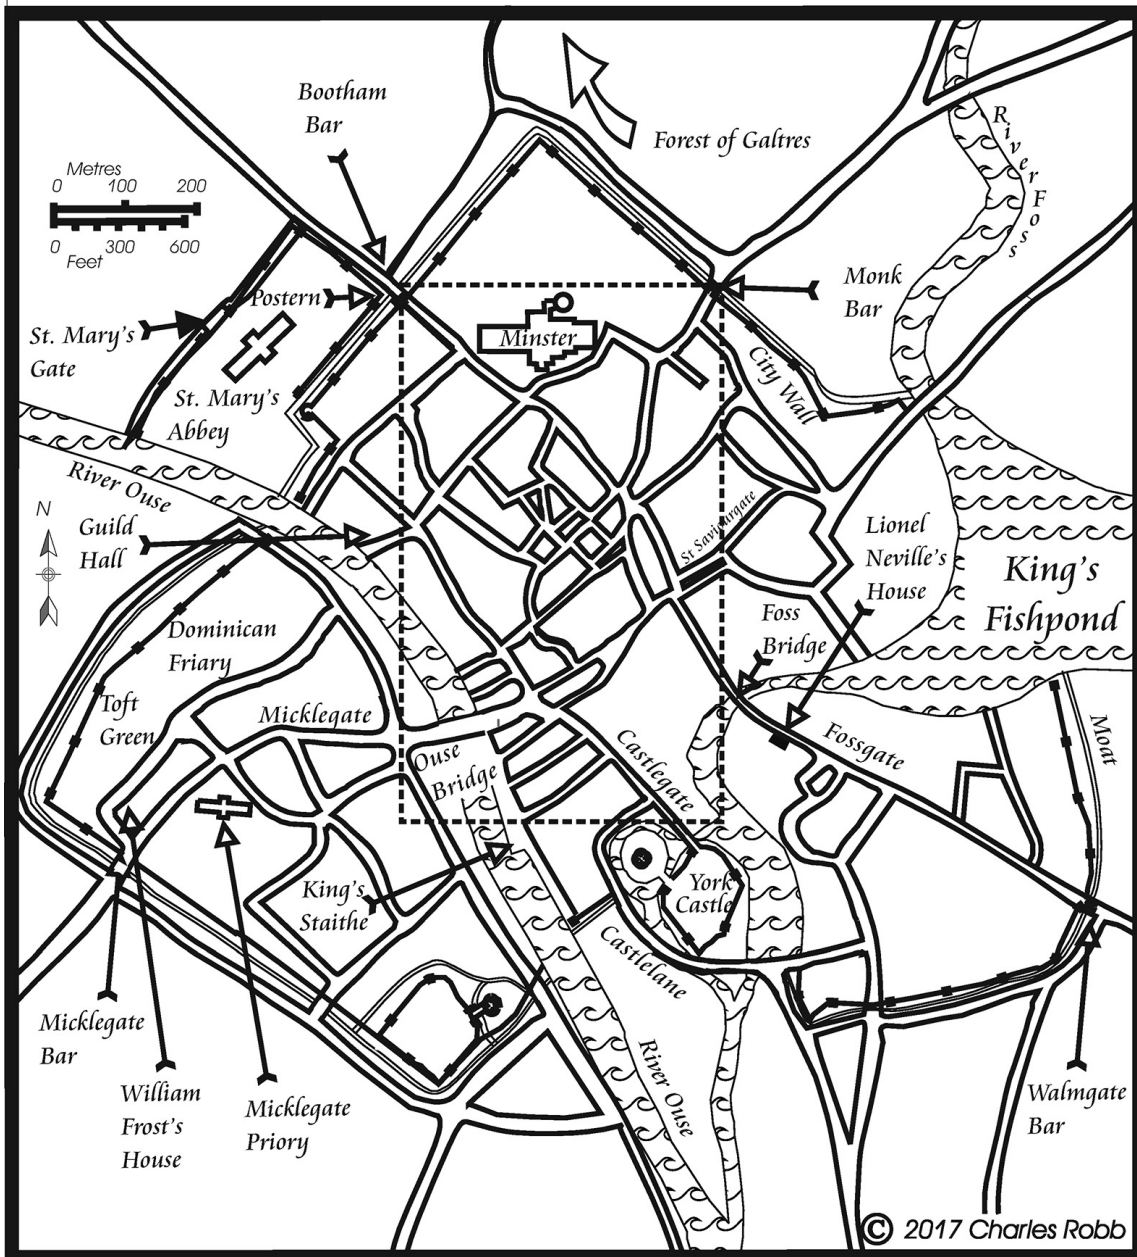 Bootham
Bar
Forest of Galtres
River Foss
Metres
0 100 200
0 300 600
Feet
Monk
Bar
Postern
St. Mary's
Gate
Minster
City Wall
St. Mary's
Abbey
River Ouse
N
Guild
Hall
St Saviourgate
Lionel
Neville's
House
King's
Fishpond
Foss
Bridge
Dominican
Friary
Toft
Green
Micklegate
Ouse
Bridge
Castlegate
Fossgate
Moat
King's
Staithe
York
Castle
Castlelane
Micklegate
Bar
William
Frost's
House
Micklegate
Priory
River Ouse
Walmgate
Bar
© 2017 Charles Robb